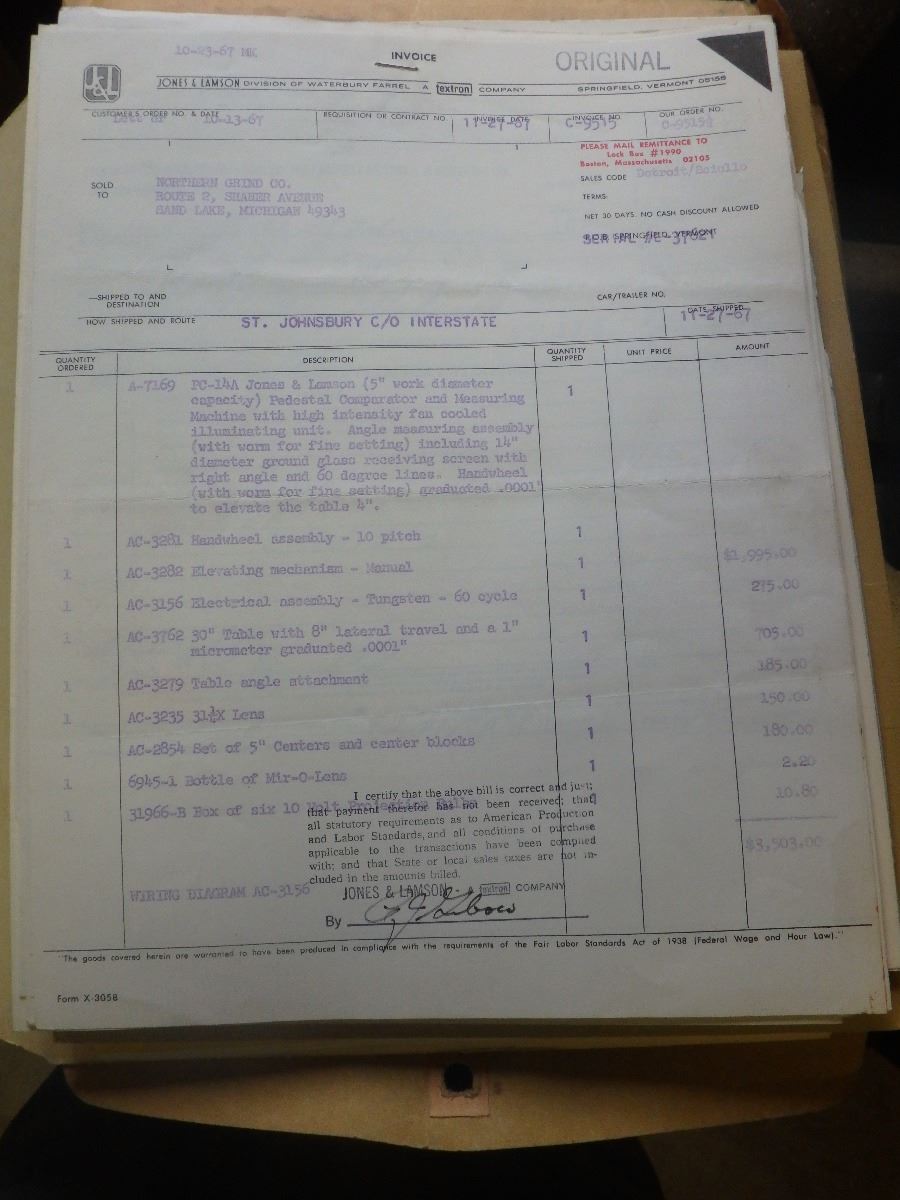 10-23-67 MK
INVOICE
ORIGINAL
J&L
JONES & LAMSON DIVISION OF WATERBURY FARREL A textron COMPANY
SPRINGFIELD, VERMONT 05156
CUSTOMER'S ORDER NO. & DATE
10-13-67
REQUISITION OR CONTRACT NO
INVOICE DATE
11-27-67
INVOICE NO.
C-9515
OUR ORDER NO.
PLEASE MAIL REMITTANCE TO
Lock Box #1990
Boston, Massachusetts 02105
SALES CODE
SOLD
TO
NORTHERN GRIND CO.
ROUTE 2, SHANER AVENUE
SAND LAKE, MICHIGAN 49343
TERMS:
NET 30 DAYS. NO CASH DISCOUNT ALLOWED
F.O.B. SPRINGFIELD, VERMONT
—SHIPPED TO AND
DESTINATION
CAR/TRAILER NO.
HOW SHIPPED AND ROUTE
ST. JOHNSBURY C/O INTERSTATE
DATE SHIPPED
11-27-67
QUANTITY
ORDERED
DESCRIPTION
QUANTITY
SHIPPED
UNIT PRICE
AMOUNT
1 A-7169 PC-14A Jones & Lamson (5" work diameter 1
capacity) Pedestal Comparator and Measuring
Machine with high intensity fan cooled
illuminating unit. Angle measuring assembly
(with worm for fine setting) including 14"
diameter ground glass receiving screen with
right angle and 60 degree lines. Handwheel
(with worm for fine setting) graduated .0001"
to elevate the table 4".
1 AC-3281 Handwheel assembly - 10 pitch 1
1 AC-3282 Elevating mechanism - Manual 1 $1,995.00
1 AC-3156 Electrical assembly - Tungsten - 60 cycle 1 275.00
1 AC-3762 30" Table with 8" lateral travel and a 1" 1 705.00
micrometer graduated .0001"
1 AC-3279 Table angle attachment 1 185.00
1 AC-3235 31¼X Lens 1 150.00
1 AC-2854 Set of 5" Centers and center blocks 1 180.00
1 6945-1 Bottle of Mir-O-Lens 1 2.20
1 31966-B Box of six 10 Volt Projection 10.80
I certify that the above bill is correct and just;
that payment therefor has not been received; that
all statutory requirements as to American Production
and Labor Standards, and all conditions of purchase
applicable to the transactions have been complied
with; and that State or local sales taxes are not in-
cluded in the amounts billed.
$3,503.00
WIRING DIAGRAM AC-3156
JONES & LAMSON - A textron COMPANY
By
"The goods covered herein are warranted to have been produced in compliance with the requirements of the Fair Labor Standards Act of 1938 (Federal Wage and Hour Law)."
Form X-3058